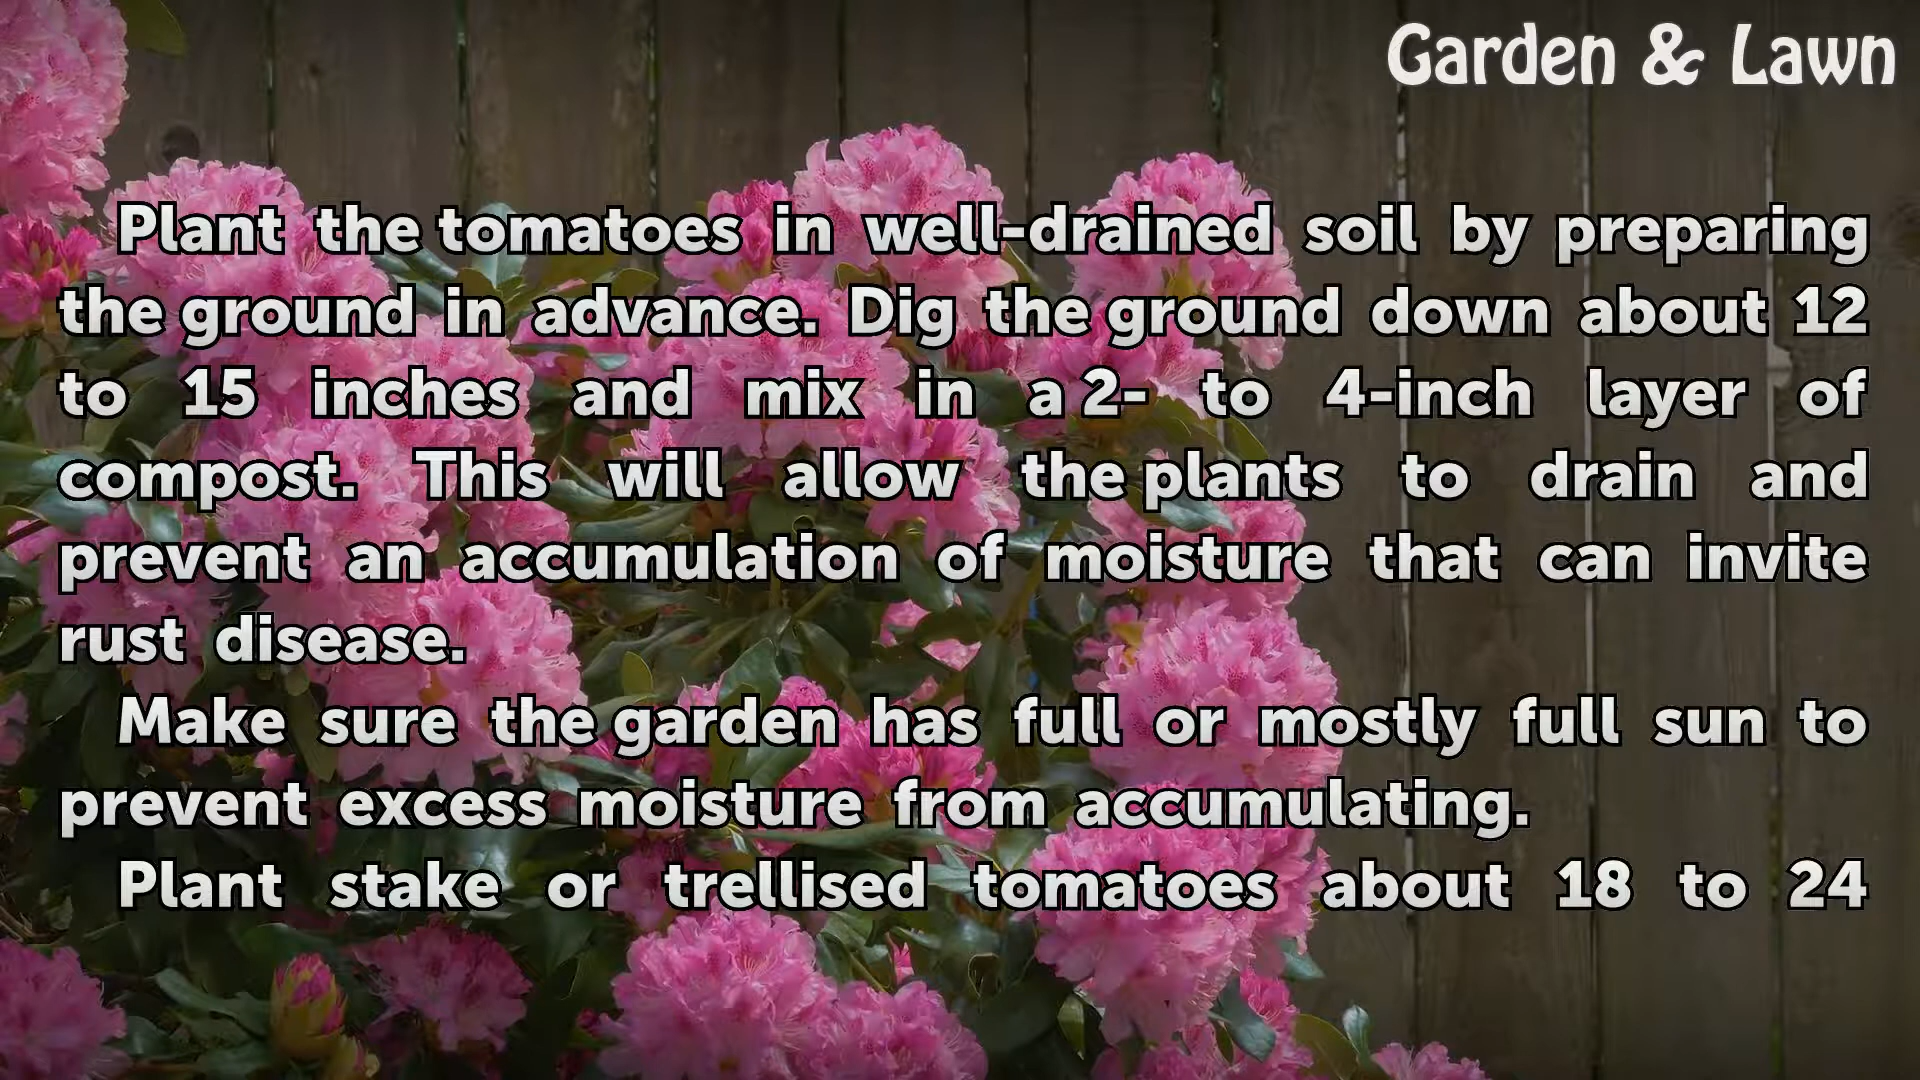 Garden & Lawn
Plant the tomatoes in well-drained soil by preparing
the ground in advance. Dig the ground down about 12
to 15 inches and mix in a 2- to 4-inch layer of
compost. This will allow the plants to drain and
prevent an accumulation of moisture that can invite
rust disease.
Make sure the garden has full or mostly full sun to
prevent excess moisture from accumulating.
Plant stake or trellised tomatoes about 18 to 24